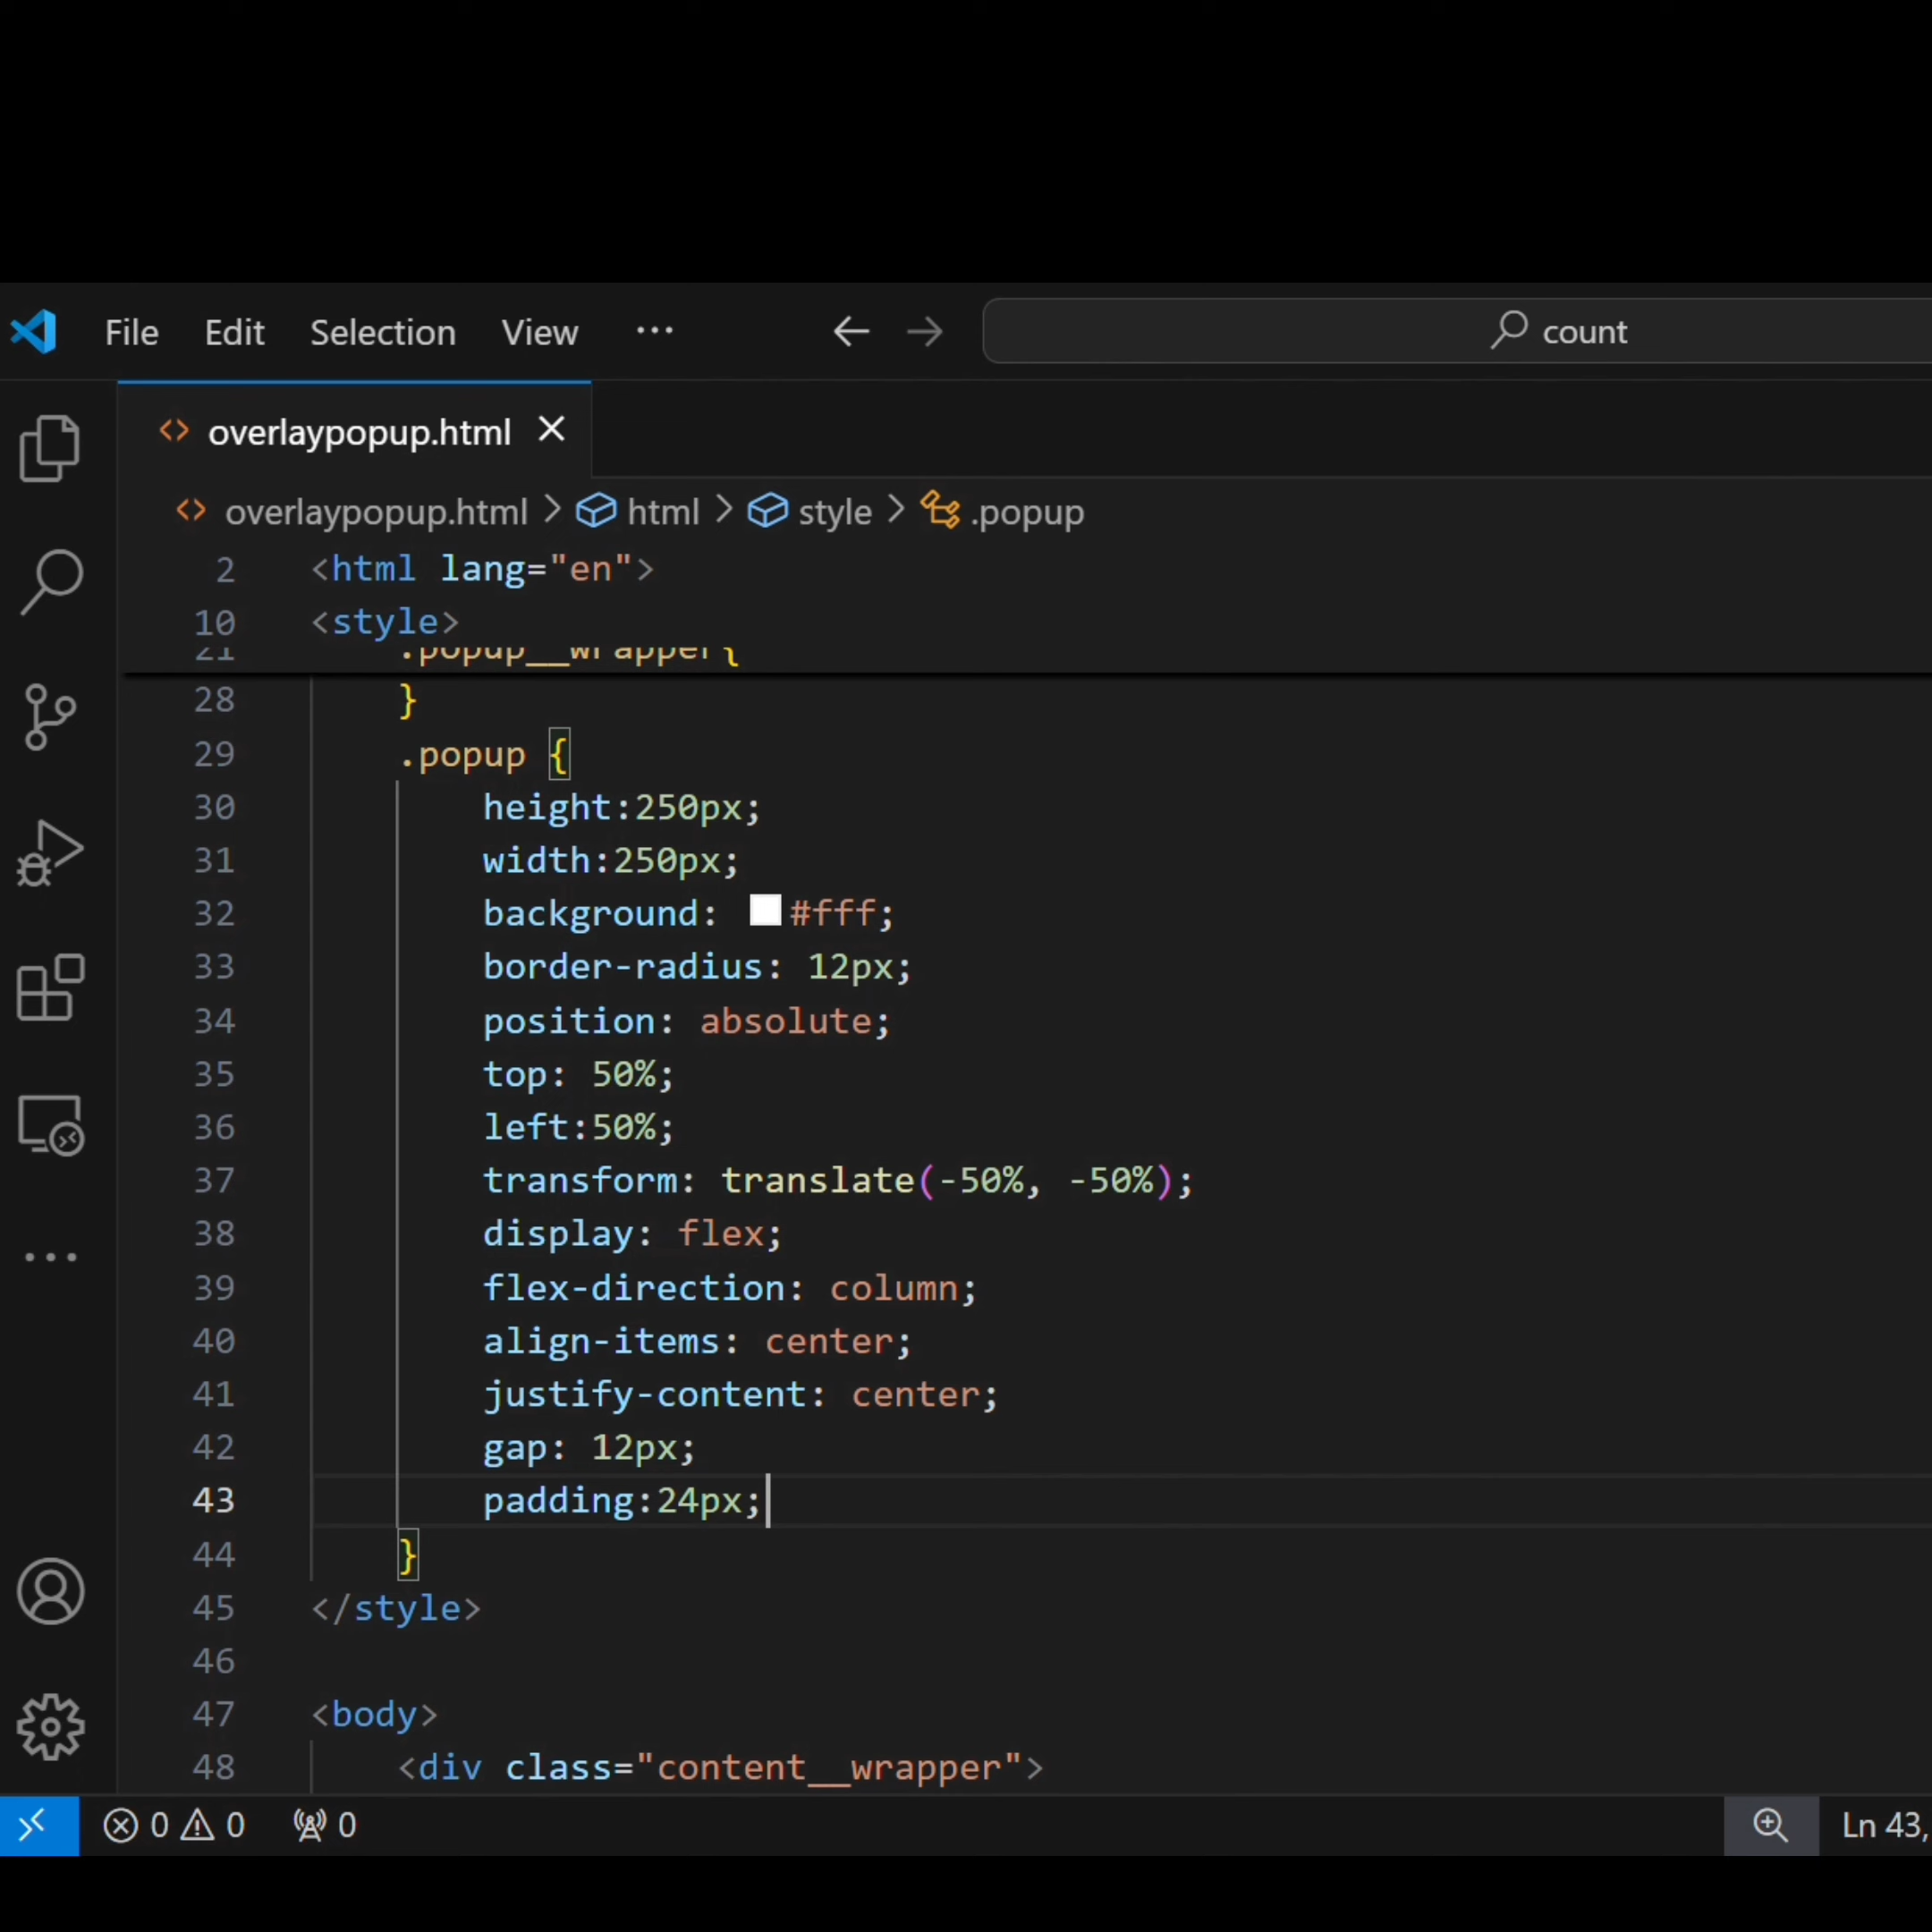 File Edit Selection View ... count
overlaypopup.html
overlaypopup.html > html > style > .popup
2 <html lang="en">
10 <style>
21 .popup__wrapper{
28 }
29 .popup {
30 height:250px;
31 width:250px;
32 background: #fff;
33 border-radius: 12px;
34 position: absolute;
35 top: 50%;
36 left:50%;
37 transform: translate(-50%, -50%);
38 display: flex;
39 flex-direction: column;
40 align-items: center;
41 justify-content: center;
42 gap: 12px;
43 padding:24px;
44 }
45 </style>
46
47 <body>
48 <div class="content__wrapper">
0 0 0 Ln 43,